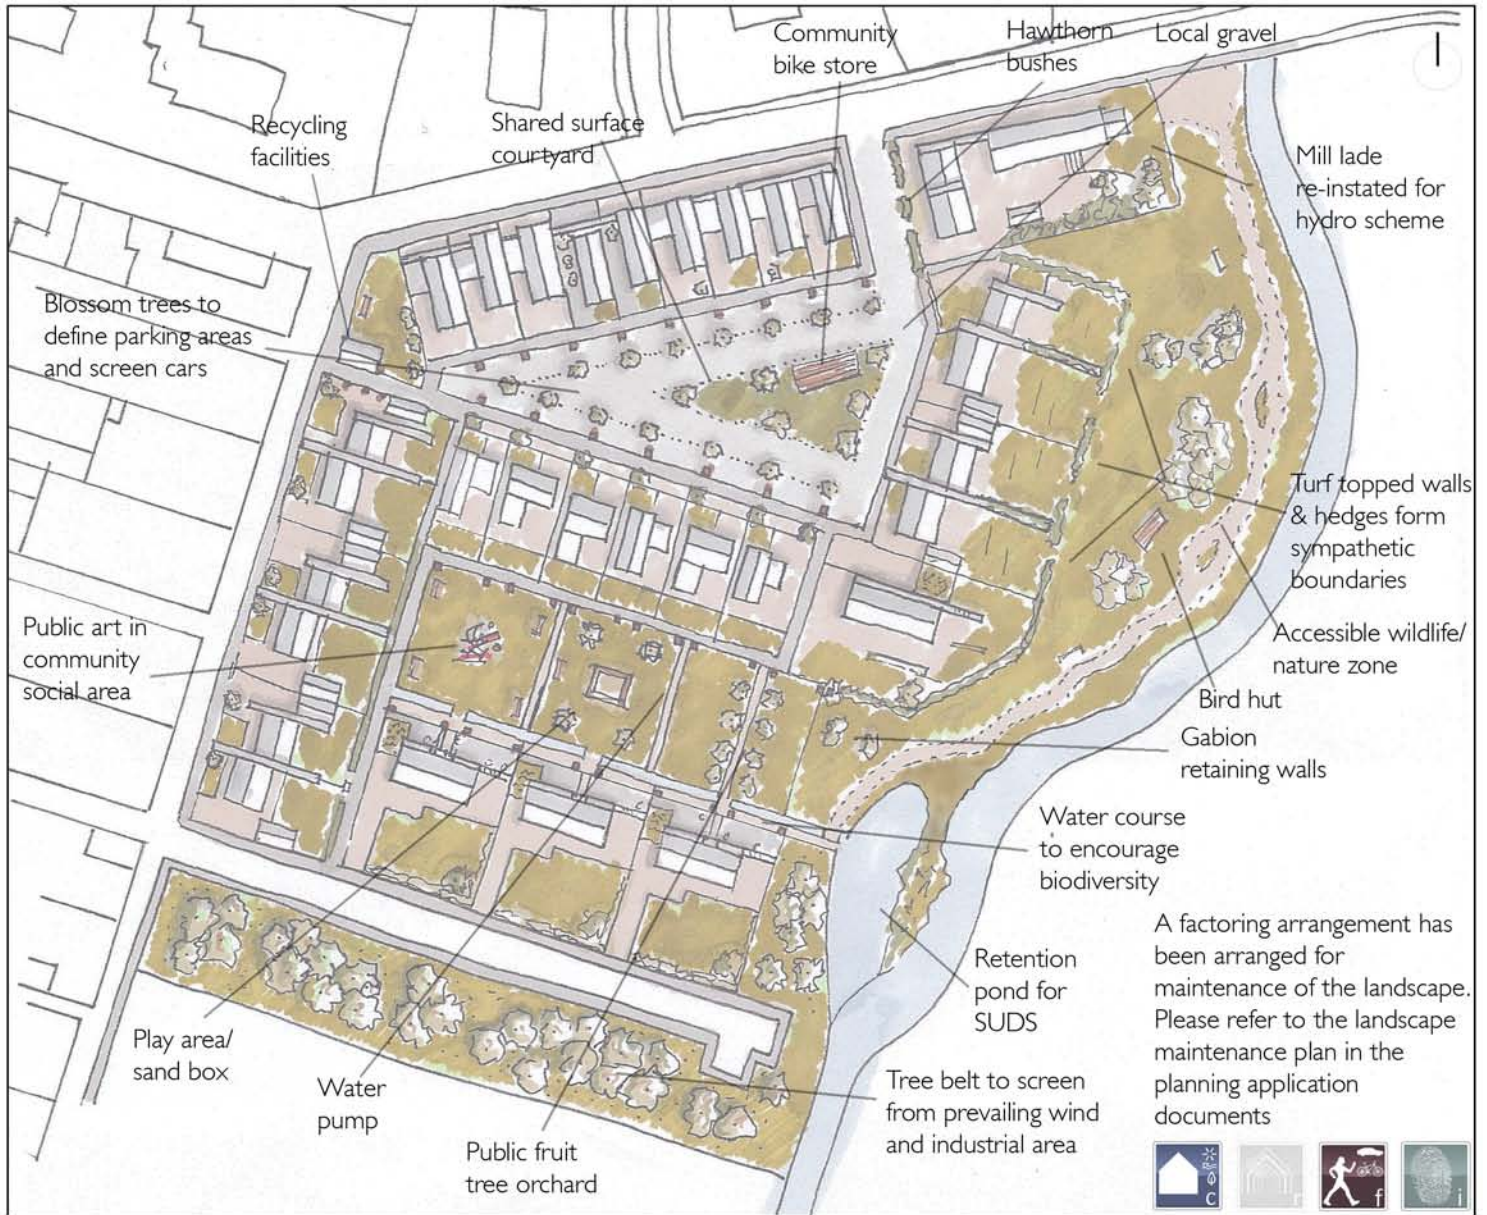 Community
bike store
Hawthorn
bushes
Local gravel
Recycling
facilities
Shared surface
courtyard
Mill lade
re-instated for
hydro scheme
Blossom trees to
define parking areas
and screen cars
Turf topped walls
& hedges form
sympathetic
boundaries
Public art in
community
social area
Accessible wildlife/
nature zone
Bird hut
Gabion
retaining walls
Water course
to encourage
biodiversity
A factoring arrangement has
been arranged for
maintenance of the landscape.
Please refer to the landscape
maintenance plan in the
planning application
documents
Retention
pond for
SUDS
Play area/
sand box
Water
pump
Tree belt to screen
from prevailing wind
and industrial area
Public fruit
tree orchard
c
r
f
i